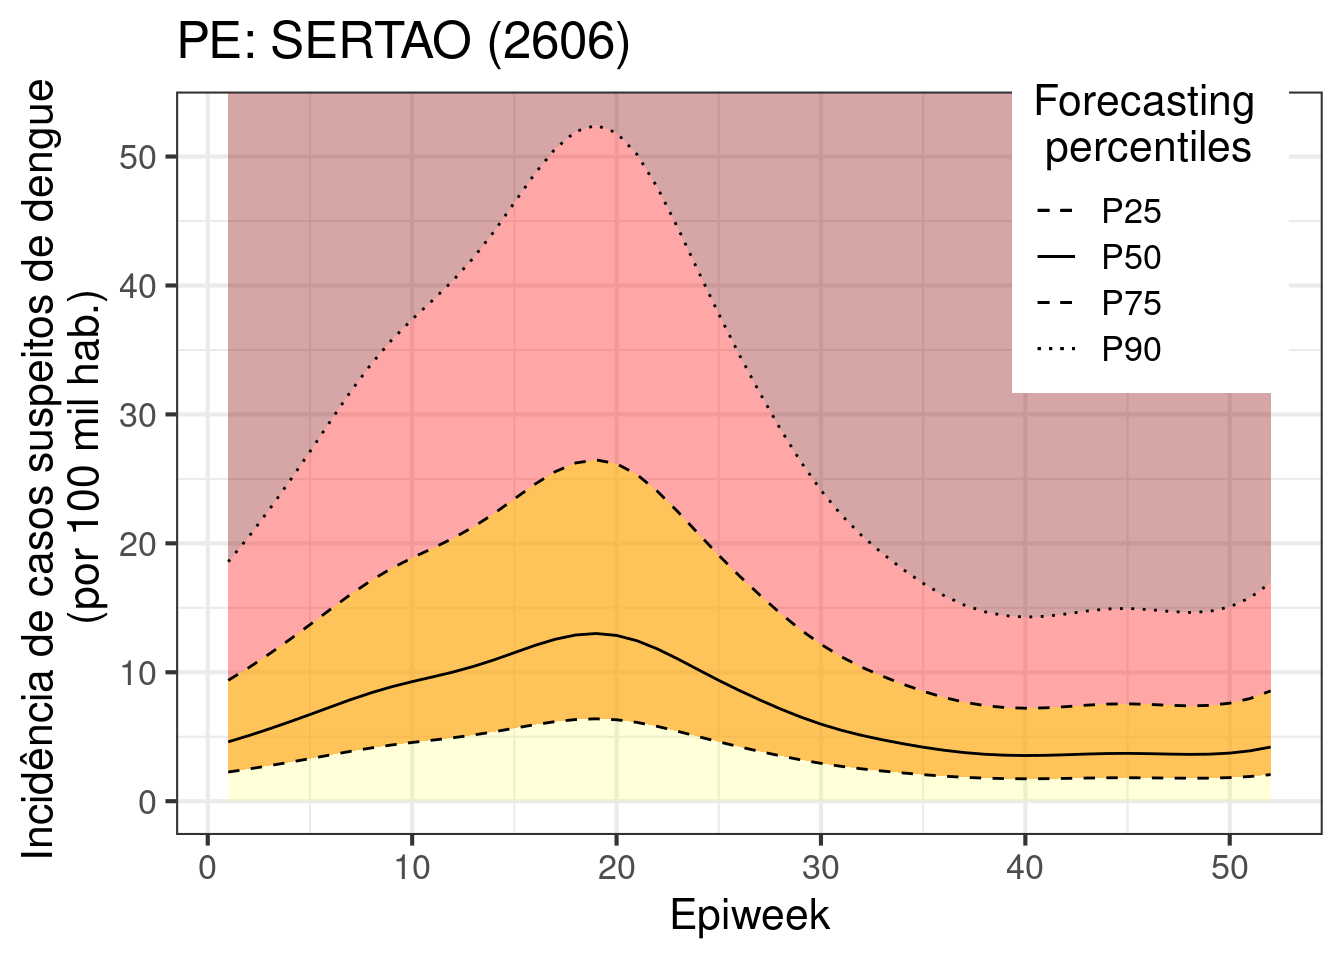 PE: SERTAO (2606)
Incidência de casos suspeitos de dengue
(por 100 mil hab.)
50
40
30
20
10
0
Forecasting
percentiles
P25
P50
P75
P90
0 10 20 30 40 50
Epiweek